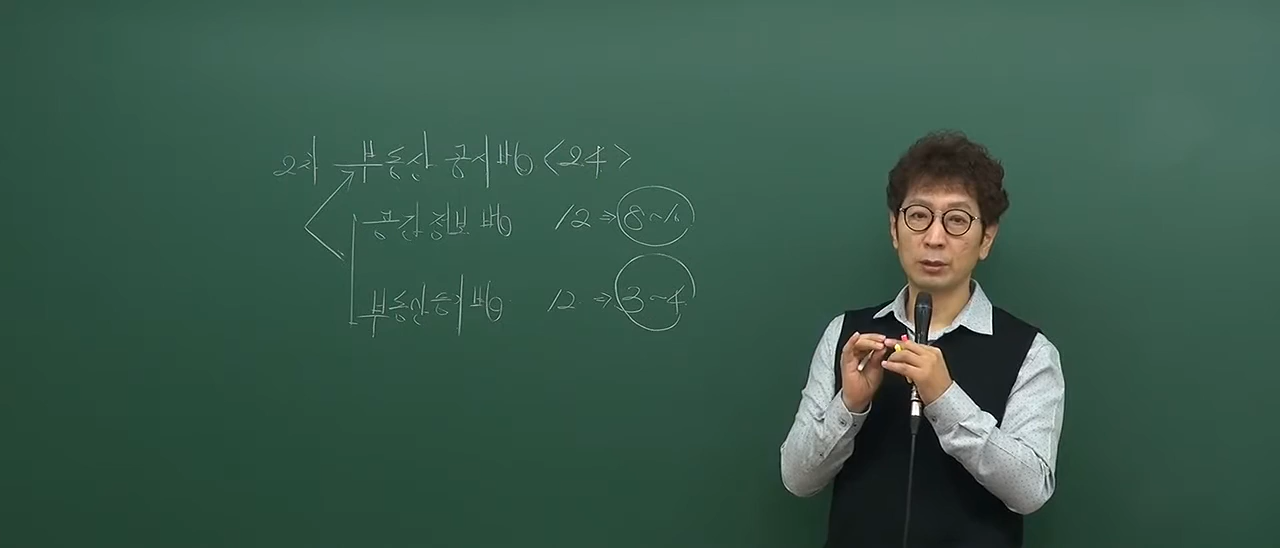 2차 부동산 공시법 <24>
공간정보법 12 ⇒ 8~10
부동산등기법 12 ⇒ 3~4